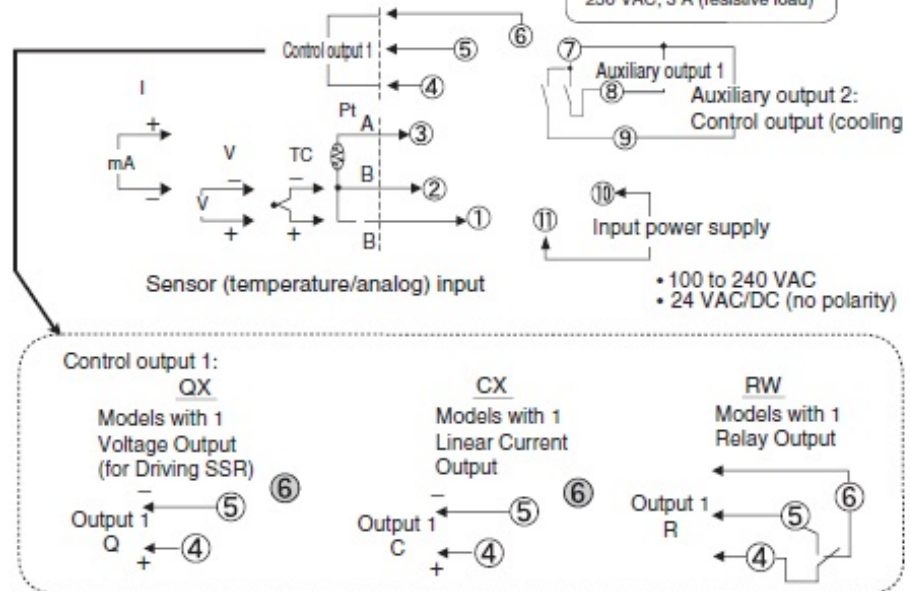 250 VAC, 3 A (resistive load)
⑥
Control output 1
⑤
④
⑦
Auxiliary output 1
⑧
Auxiliary output 2:
Control output (cooling
⑨
I
+
mA
−
V
−
V
+
TC
−
+
Pt
A
③
B
②
①
B
⑩
⑪
Input power supply
Sensor (temperature/analog) input
• 100 to 240 VAC
• 24 VAC/DC (no polarity)
Control output 1:
QX
Models with 1
Voltage Output
(for Driving SSR)
−
⑤
⑥
Output 1
Q
④
+
CX
Models with 1
Linear Current
Output
−
⑤
⑥
Output 1
C
④
+
RW
Models with 1
Relay Output
⑥
Output 1
R
⑤
④